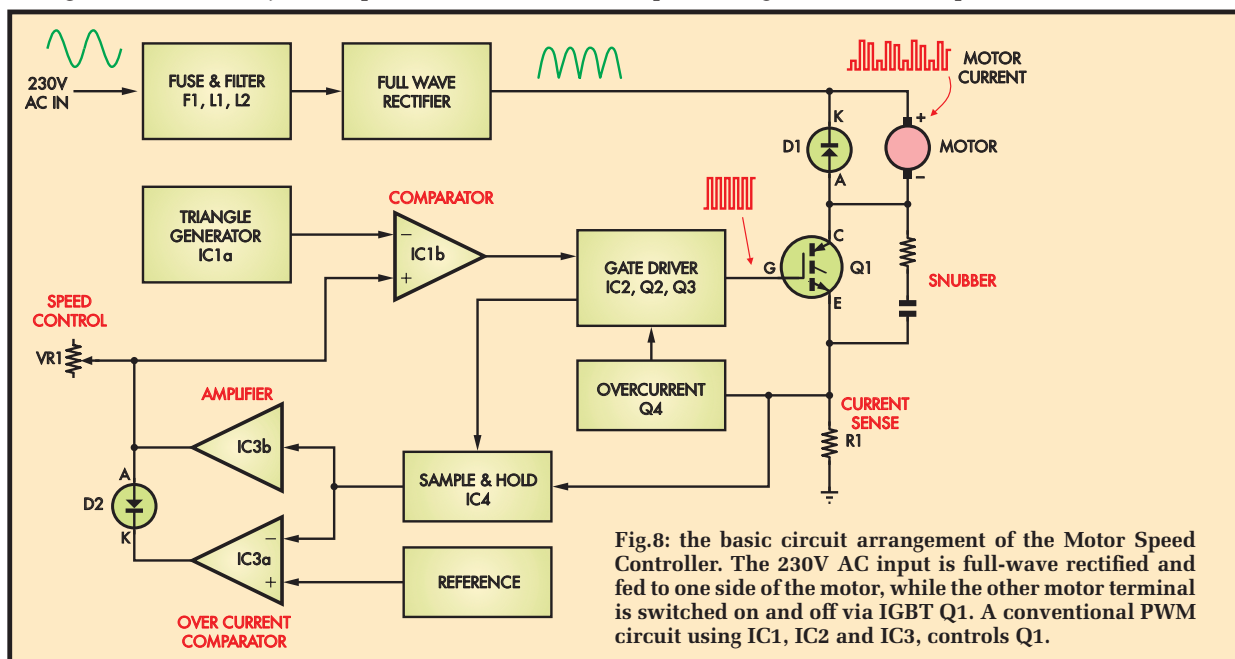 230V
AC IN
FUSE & FILTER
F1, L1, L2
FULL WAVE
RECTIFIER
MOTOR
CURRENT
K
D1
A
+
MOTOR
–
TRIANGLE
GENERATOR
IC1a
COMPARATOR
–
IC1b
+
GATE DRIVER
IC2, Q2, Q3
G
C
Q1
E
SNUBBER
SPEED
CONTROL
VR1
OVERCURRENT
Q4
CURRENT
SENSE
R1
AMPLIFIER
IC3b
A
D2
K
SAMPLE & HOLD
IC4
–
IC3a
+
REFERENCE
OVER CURRENT
COMPARATOR
Fig.8: the basic circuit arrangement of the Motor Speed
Controller. The 230V AC input is full-wave rectified and
fed to one side of the motor, while the other motor terminal
is switched on and off via IGBT Q1. A conventional PWM
circuit using IC1, IC2 and IC3, controls Q1.